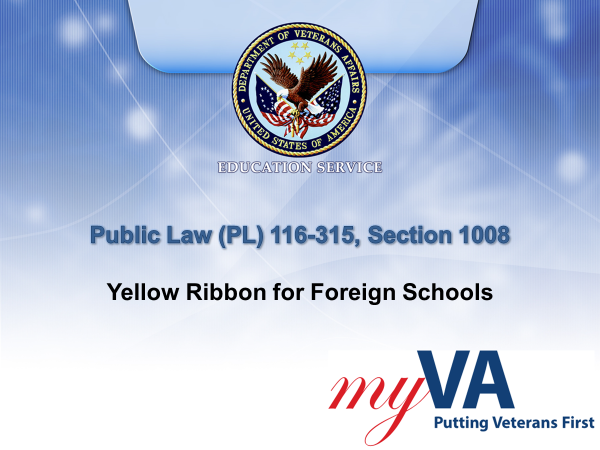 DEPARTMENT OF VETERANS AFFAIRS
UNITED STATES OF AMERICA
EDUCATION SERVICE
Public Law (PL) 116-315, Section 1008
Yellow Ribbon for Foreign Schools
myVA
Putting Veterans First